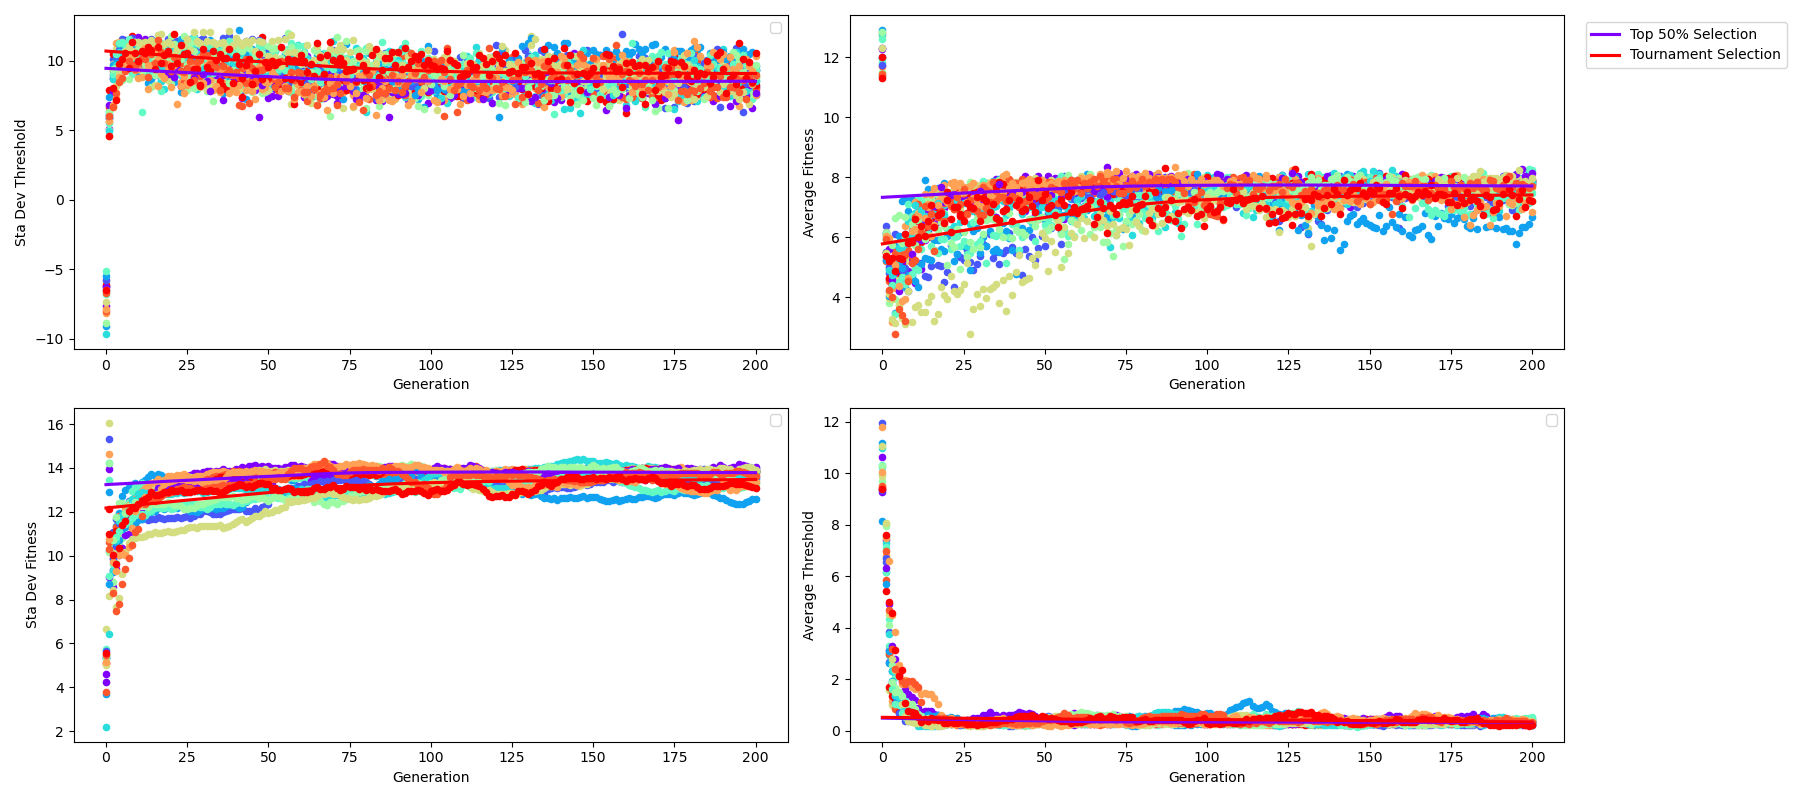 Sta Dev Threshold
10
5
0
−5
−10
0 25 50 75 100 125 150 175 200
Generation
Average Fitness
12
10
8
6
4
0 25 50 75 100 125 150 175 200
Generation
Top 50% Selection
Tournament Selection
Sta Dev Fitness
16
14
12
10
8
6
4
2
0 25 50 75 100 125 150 175 200
Generation
Average Threshold
12
10
8
6
4
2
0
0 25 50 75 100 125 150 175 200
Generation